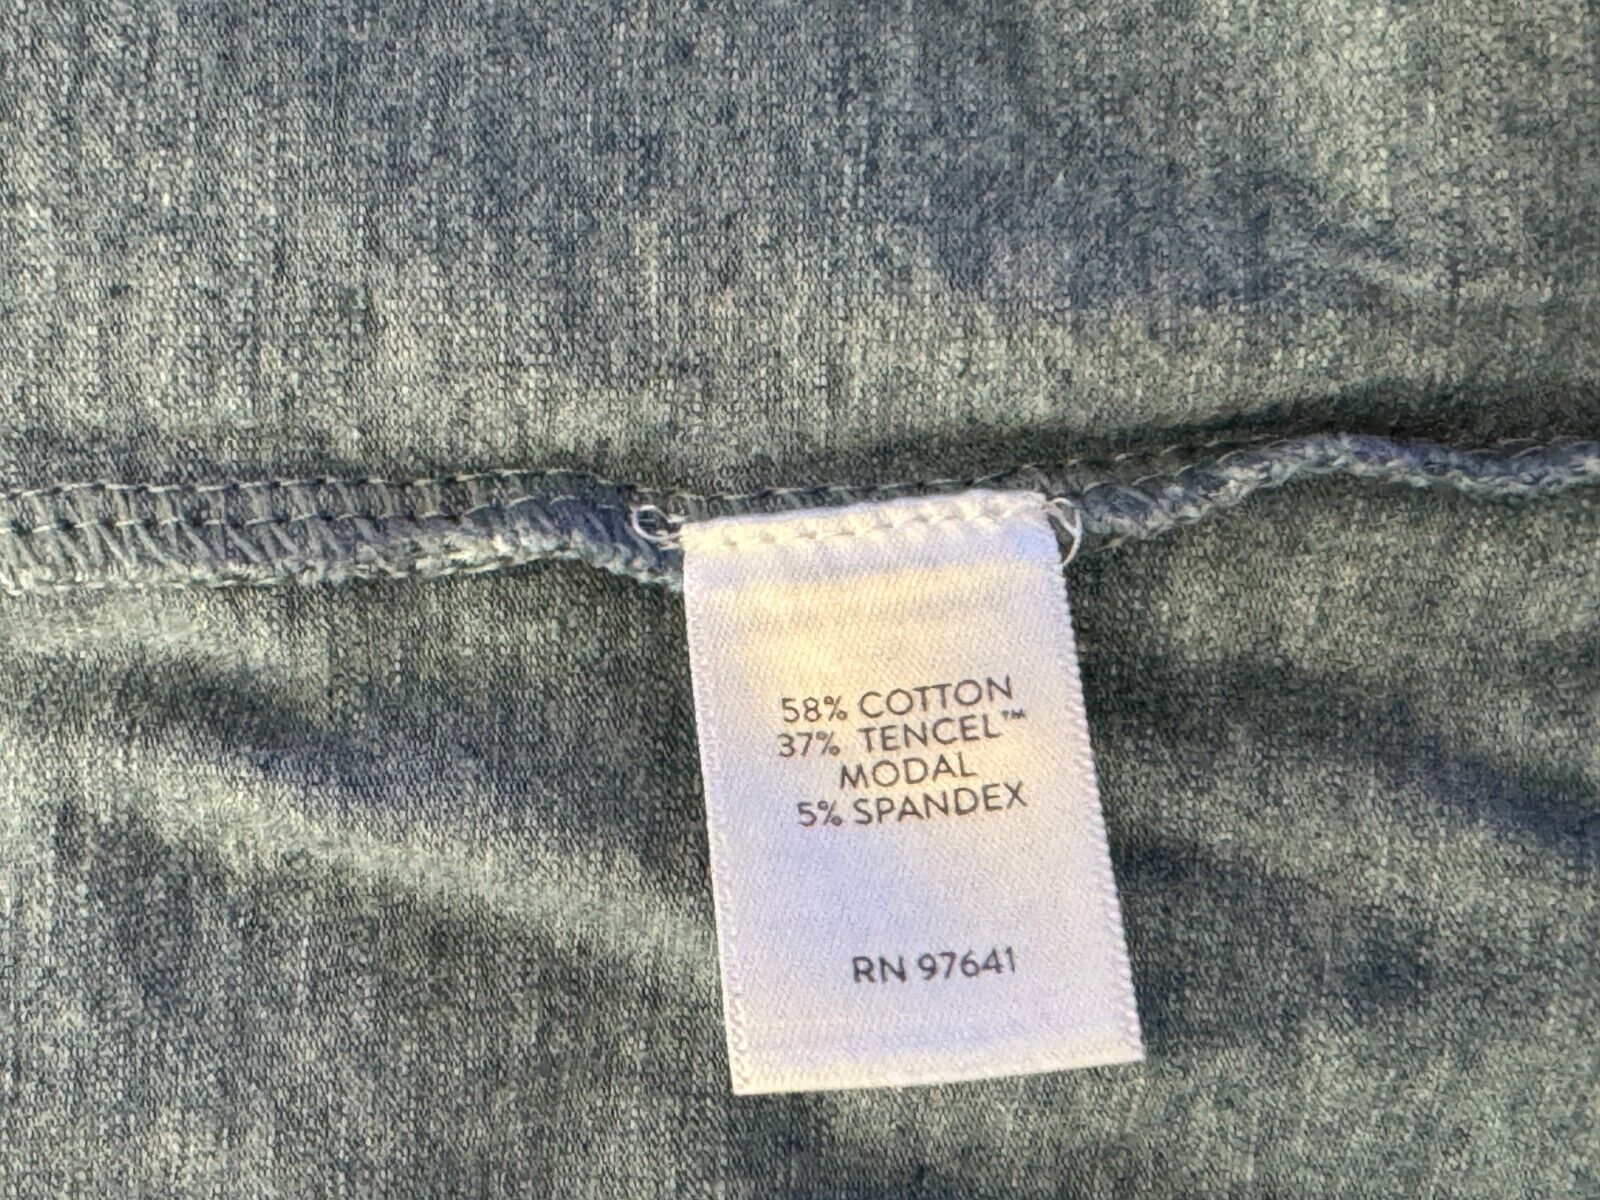 58% COTTON
37% TENCEL™
MODAL
5% SPANDEX
RN 97641